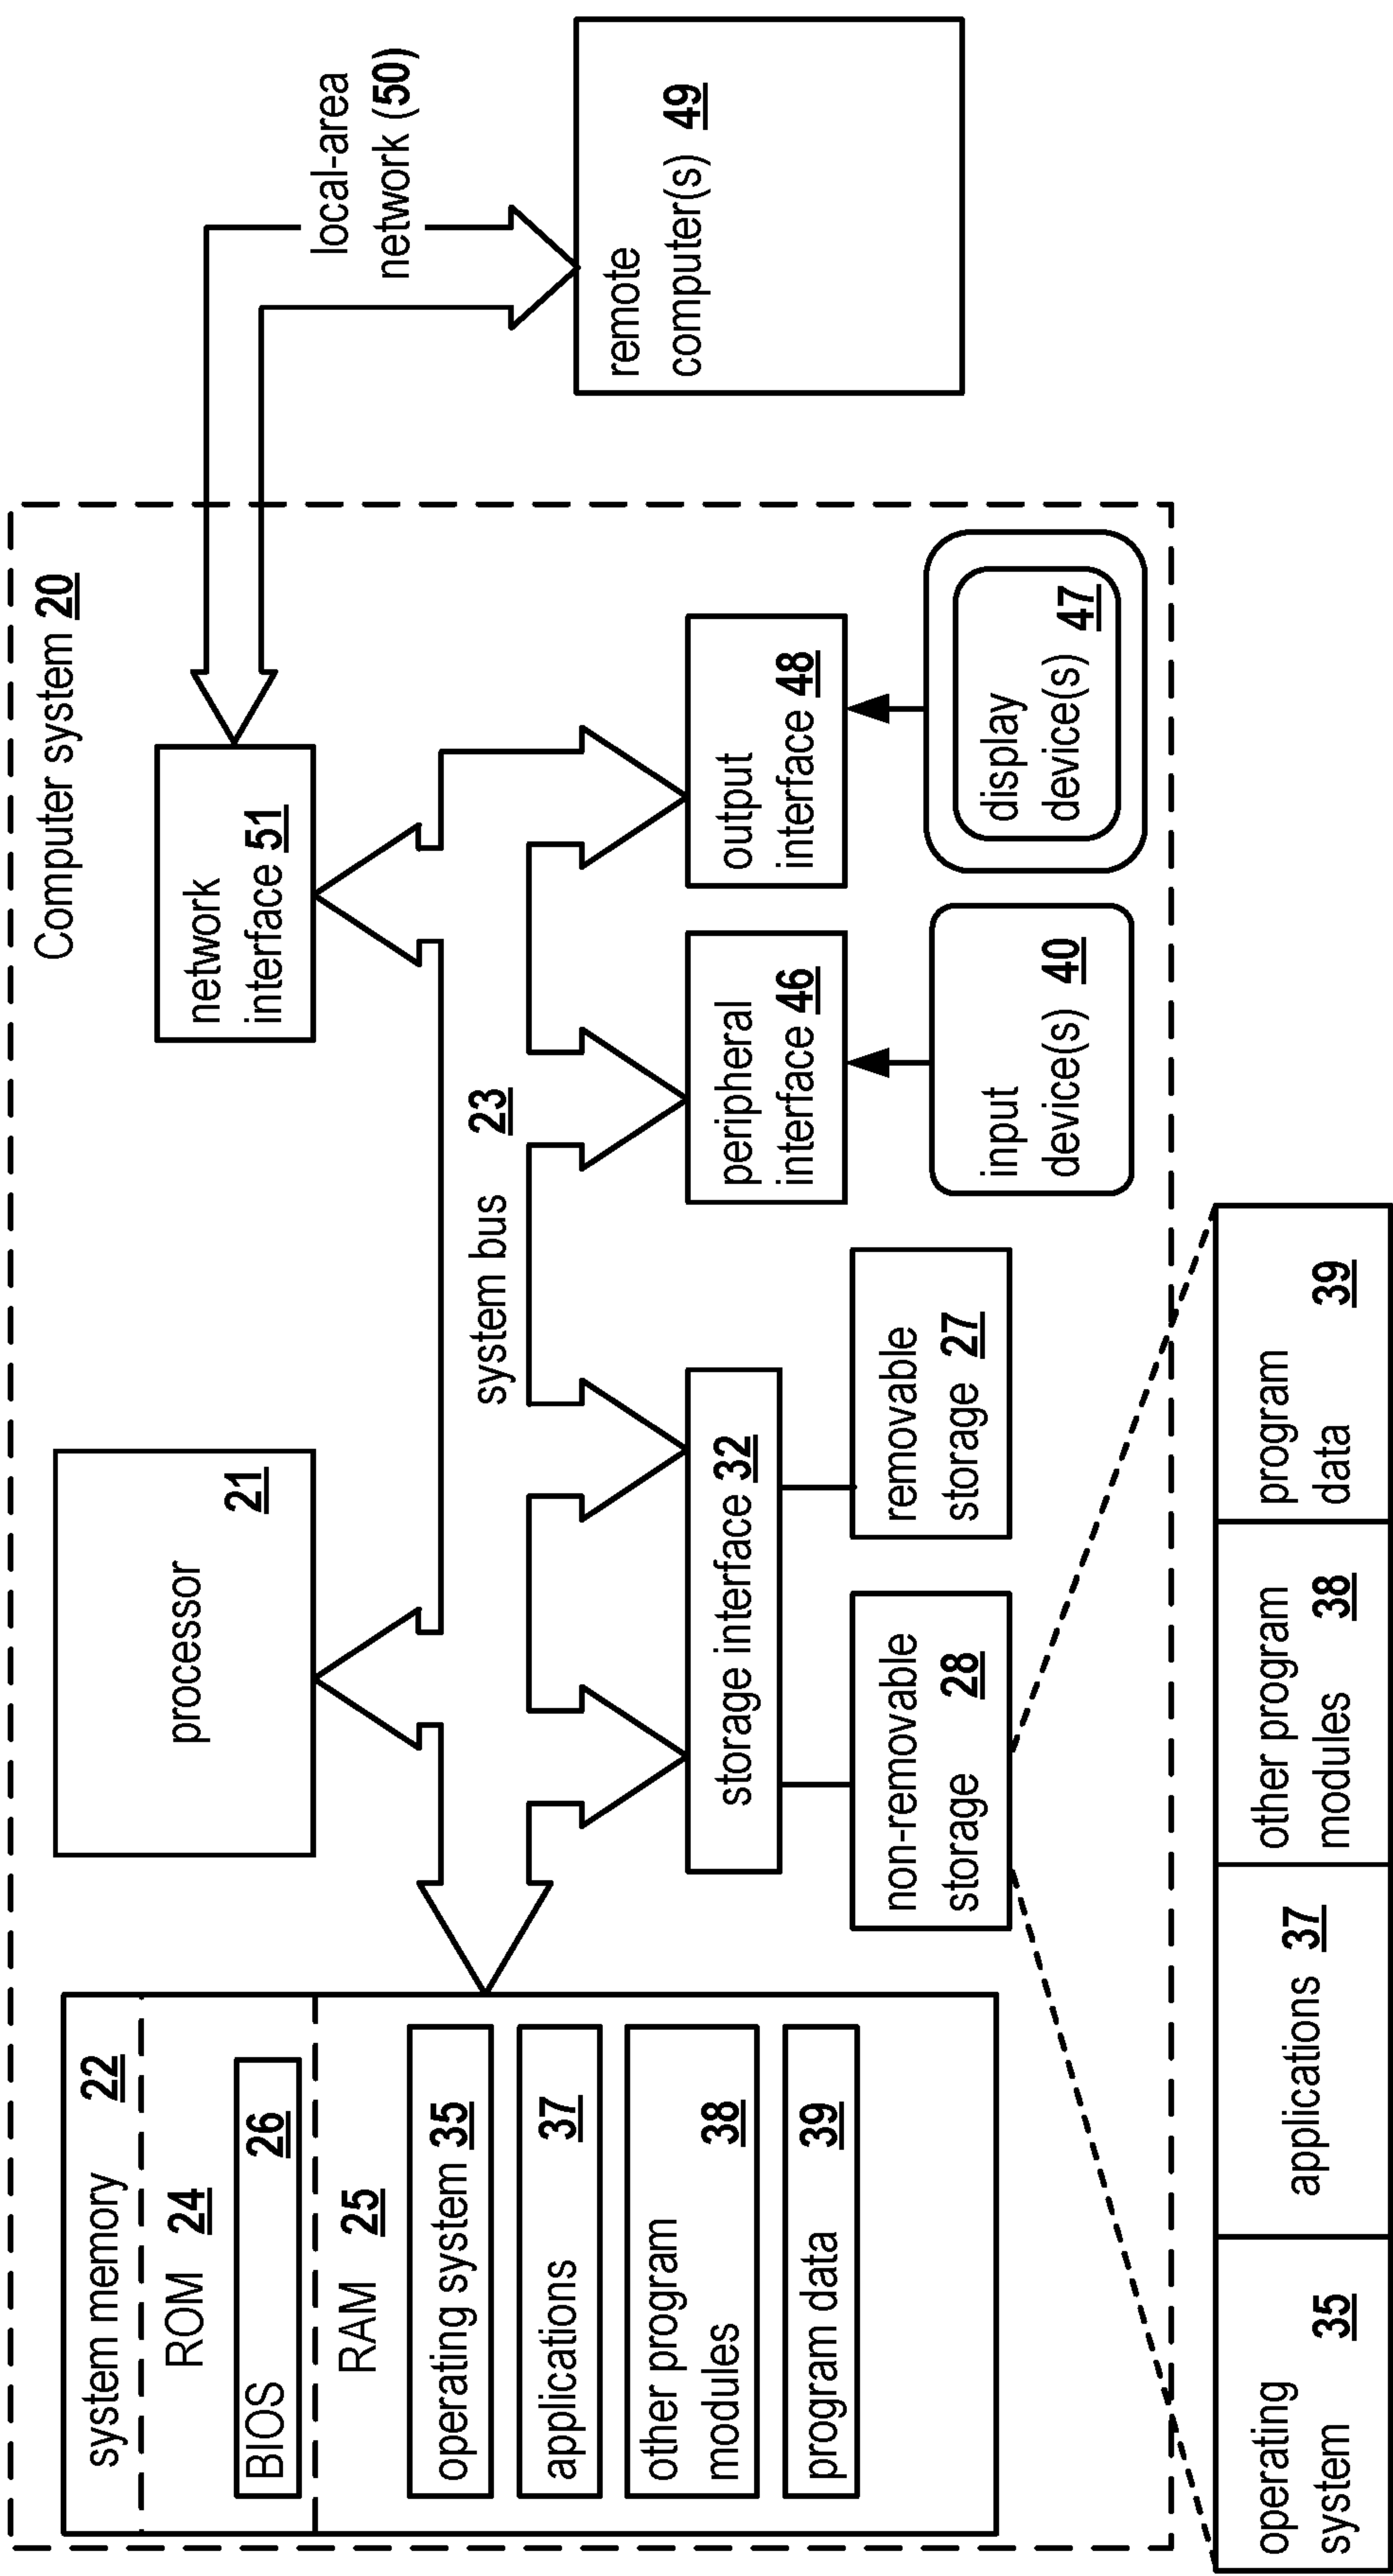 Computer system 20
system memory 22
ROM 24
BIOS 26
RAM 25
operating system 35
applications 37
other program
modules 38
program data 39
processor 21
network
interface 51
local-area
network (50)
system bus 23
storage interface 32
peripheral
interface 46
output
interface 48
remote
computer(s) 49
non-removable
storage 28
removable
storage 27
input
device(s) 40
display
device(s) 47
operating
system 35
applications 37
other program
modules 38
program
data 39